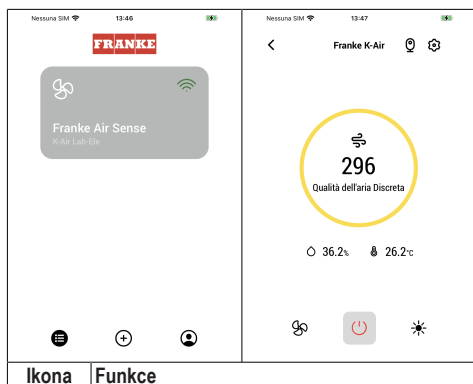 Nessuna SIM 13:46
FRANKE
Franke Air Sense
K-Air Lab-Ele
Nessuna SIM 13:47
Franke K-Air
296
Qualità dell'aria Discreta
36.2% 26.2°C
Ikona Funkce